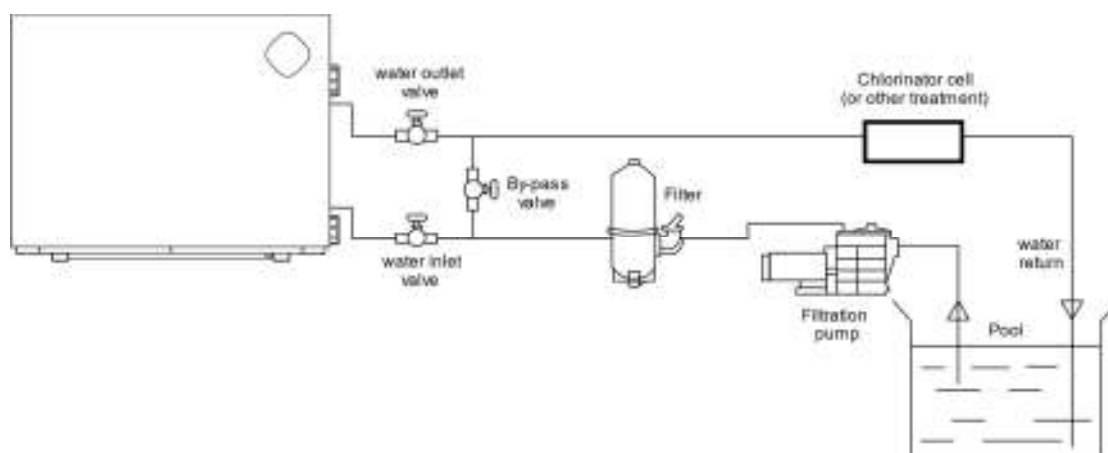 water outlet
valve
Chlorinator cell
(or other treatment)
By-pass
valve
Filter
water inlet
valve
water
return
Filtration
pump
Pool